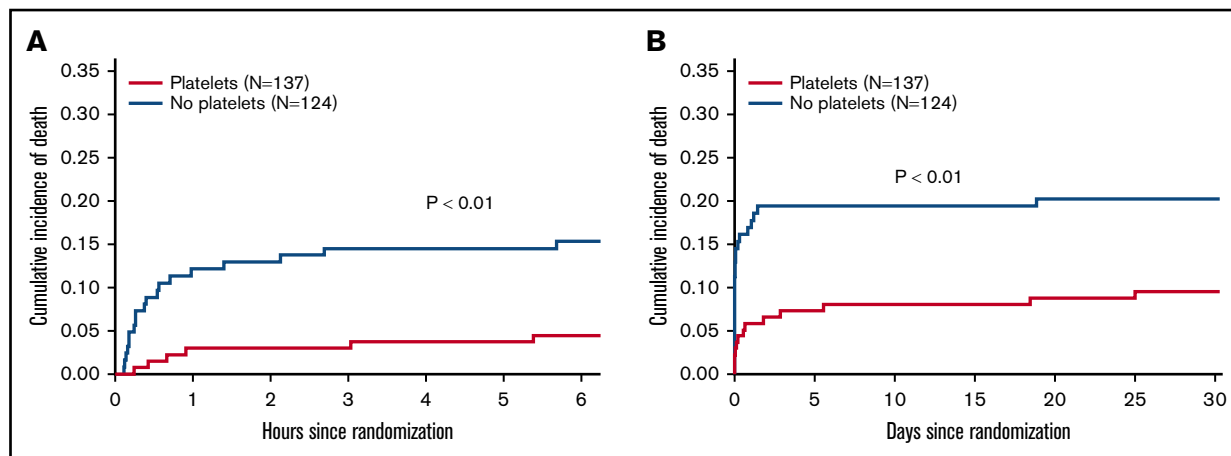 A
Cumulative incidence of death
0.35
0.30
0.25
0.20
0.15
0.10
0.05
0.00
Platelets (N=137)
No platelets (N=124)
P < 0.01
0 1 2 3 4 5 6
Hours since randomization
B
Cumulative incidence of death
0.35
0.30
0.25
0.20
0.15
0.10
0.05
0.00
Platelets (N=137)
No platelets (N=124)
P < 0.01
0 5 10 15 20 25 30
Days since randomization